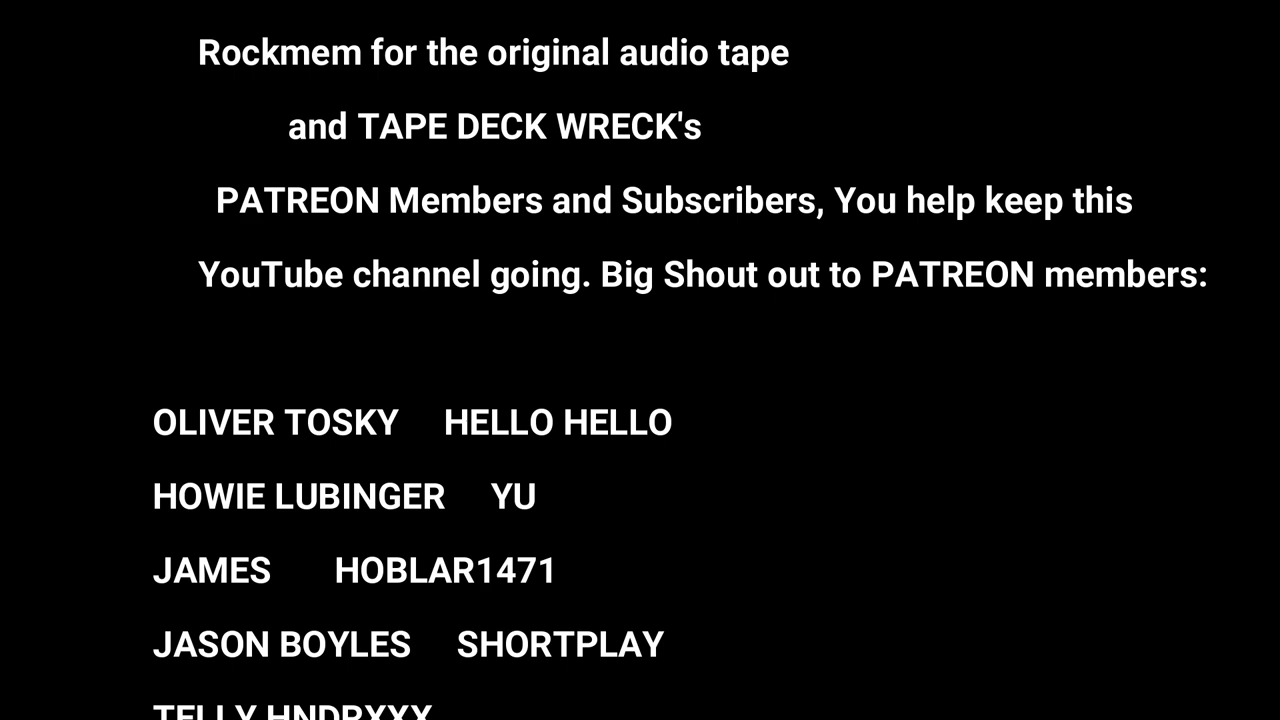 Rockmem for the original audio tape
and TAPE DECK WRECK's
PATREON Members and Subscribers, You help keep this
YouTube channel going. Big Shout out to PATREON members:
OLIVER TOSKY HELLO HELLO
HOWIE LUBINGER YU
JAMES HOBLAR1471
JASON BOYLES SHORTPLAY
TELLY HNDRXXX